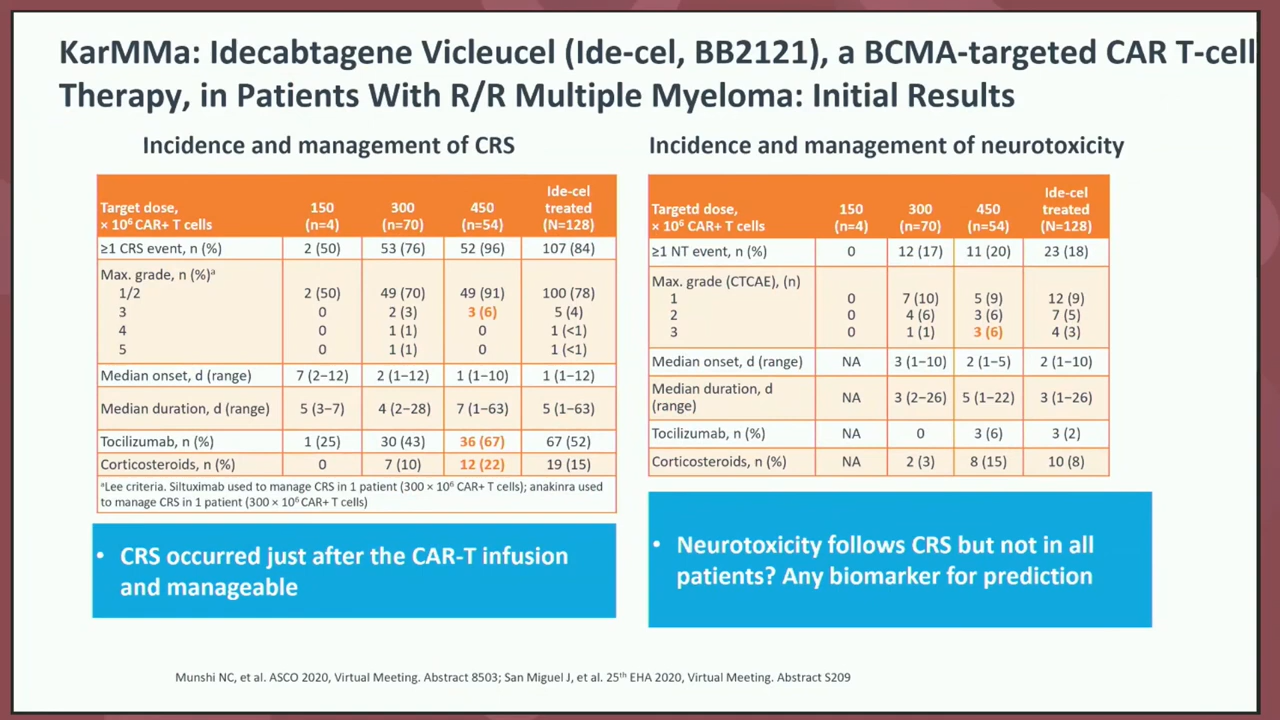 KarMMa: Idecabtagene Vicleucel (Ide-cel, BB2121), a BCMA-targeted CAR T-cell
Therapy, in Patients With R/R Multiple Myeloma: Initial Results
Incidence and management of CRS
Target dose, × 10⁶ CAR+ T cells 150 (n=4) 300 (n=70) 450 (n=54) Ide-cel treated (N=128)
≥1 CRS event, n (%) 2 (50) 53 (76) 52 (96) 107 (84)
Max. grade, n (%)ᵃ
1/2 2 (50) 49 (70) 49 (91) 100 (78)
3 0 2 (3) 3 (6) 5 (4)
4 0 1 (1) 0 1 (<1)
5 0 1 (1) 0 1 (<1)
Median onset, d (range) 7 (2−12) 2 (1−12) 1 (1−10) 1 (1−12)
Median duration, d (range) 5 (3−7) 4 (2−28) 7 (1−63) 5 (1−63)
Tocilizumab, n (%) 1 (25) 30 (43) 36 (67) 67 (52)
Corticosteroids, n (%) 0 7 (10) 12 (22) 19 (15)
ᵃLee criteria. Siltuximab used to manage CRS in 1 patient (300 × 10⁶ CAR+ T cells); anakinra used
to manage CRS in 1 patient (300 × 10⁶ CAR+ T cells)
• CRS occurred just after the CAR-T infusion
and manageable
Incidence and management of neurotoxicity
Targetd dose, × 10⁶ CAR+ T cells 150 (n=4) 300 (n=70) 450 (n=54) Ide-cel treated (N=128)
≥1 NT event, n (%) 0 12 (17) 11 (20) 23 (18)
Max. grade (CTCAE), (n)
1 0 7 (10) 5 (9) 12 (9)
2 0 4 (6) 3 (6) 7 (5)
3 0 1 (1) 3 (6) 4 (3)
Median onset, d (range) NA 3 (1−10) 2 (1−5) 2 (1−10)
Median duration, d (range) NA 3 (2−26) 5 (1−22) 3 (1−26)
Tocilizumab, n (%) NA 0 3 (6) 3 (2)
Corticosteroids, n (%) NA 2 (3) 8 (15) 10 (8)
• Neurotoxicity follows CRS but not in all
patients? Any biomarker for prediction
Munshi NC, et al. ASCO 2020, Virtual Meeting. Abstract 8503; San Miguel J, et al. 25ᵗʰ EHA 2020, Virtual Meeting. Abstract S209